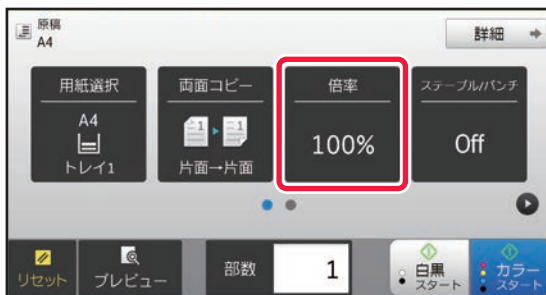 原稿
A4
詳細
用紙選択
A4
トレイ1
両面コピー
1
1
片面→片面
倍率
100%
ステープル/パンチ
Off
リセット
プレビュー
部数
1
白黒
スタート
カラー
スタート